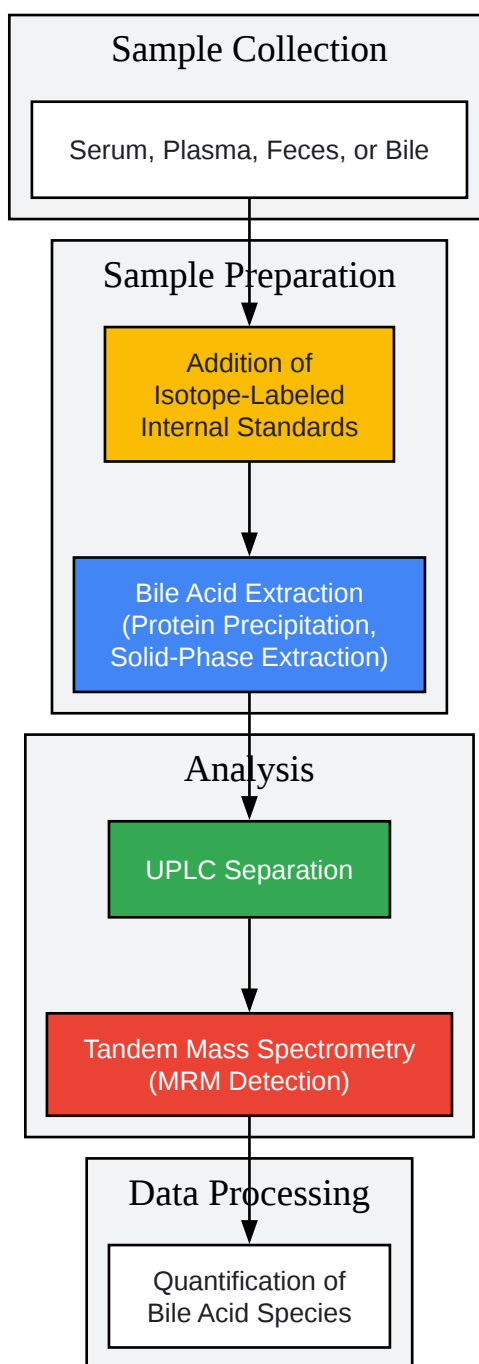 Sample Collection
Serum, Plasma, Feces, or Bile
Sample Preparation
Addition of
Isotope-Labeled
Internal Standards
Bile Acid Extraction
(Protein Precipitation,
Solid-Phase Extraction)
Analysis
UPLC Separation
Tandem Mass Spectrometry
(MRM Detection)
Data Processing
Quantification of
Bile Acid Species